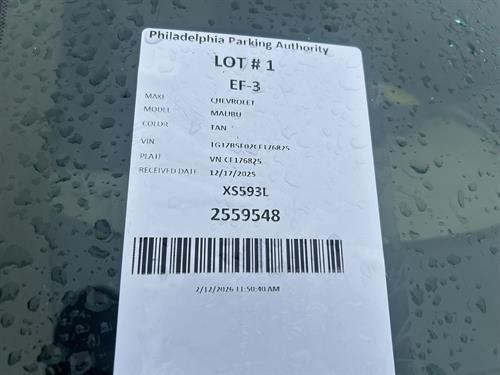 Philadelphia Parking Authority
LOT # 1
EF-3
MAKE CHEVROLET
MODEL MALIBU
COLOR TAN
VIN
PLATE VN CF176825
RECEIVED DATE 12/17/2025
XS593L
2559548
2/12/2026 11:50:40 AM